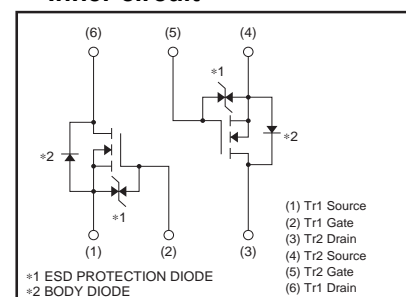 Inner circuit
(6) (5) (4)
∗1
∗2 ∗2
∗1
(1) (2) (3)
(1) Tr1 Source
(2) Tr1 Gate
(3) Tr2 Drain
(4) Tr2 Source
(5) Tr2 Gate
(6) Tr1 Drain
∗1 ESD PROTECTION DIODE
∗2 BODY DIODE